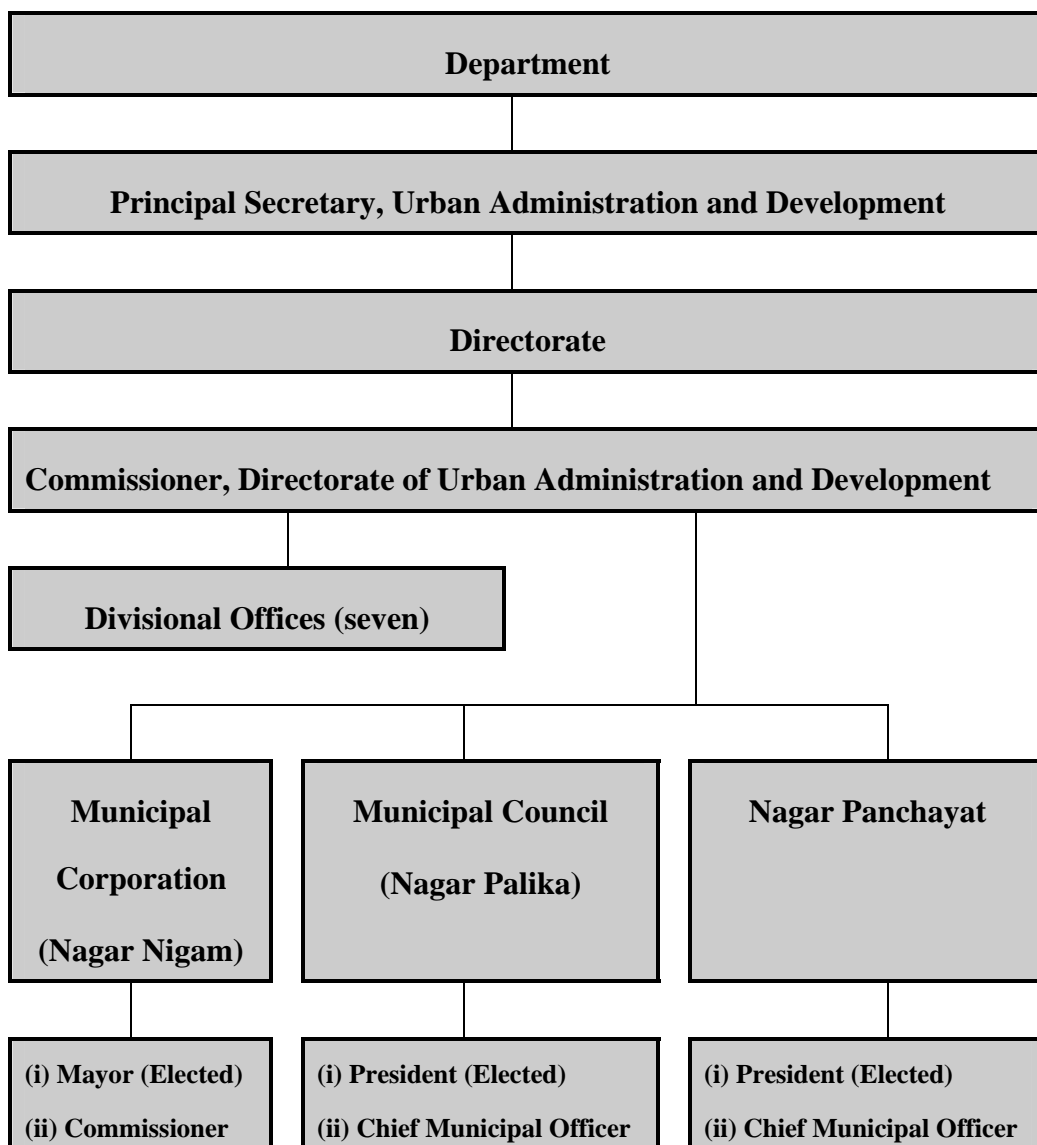 Department
Principal Secretary, Urban Administration and Development
Directorate
Commissioner, Directorate of Urban Administration and Development
Divisional Offices (seven)
Municipal
Corporation
(Nagar Nigam)
Municipal Council
(Nagar Palika)
Nagar Panchayat
(i) Mayor (Elected)
(ii) Commissioner
(i) President (Elected)
(ii) Chief Municipal Officer
(i) President (Elected)
(ii) Chief Municipal Officer